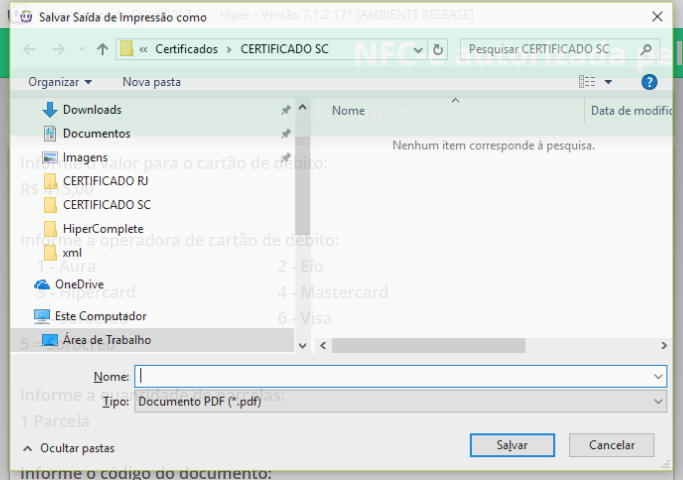 Salvar Saída de Impressão como
Hiper - Versão 7.1.2.171 [AMBIENTE RELEASE]
« Certificados › CERTIFICADO SC
Pesquisar CERTIFICADO SC
NFC-e autorizada pel
Organizar
Nova pasta
?
Downloads
Documentos
Imagens
CERTIFICADO RJ
CERTIFICADO SC
HiperComplete
xml
OneDrive
Este Computador
Área de Trabalho
Nome
Data de modific
Nenhum item corresponde à pesquisa.
Informe o valor para o cartão de débito:
R$ 415,00
Informe a operadora de cartão de débito:
1 - Aura
2 - Elo
3 - Hipercard
4 - Mastercard
6 - Visa
Nome:
Tipo: Documento PDF (*.pdf)
Informe a quantidade de parcelas:
1 Parcela
Ocultar pastas
Salvar
Cancelar
Informe o código do documento: